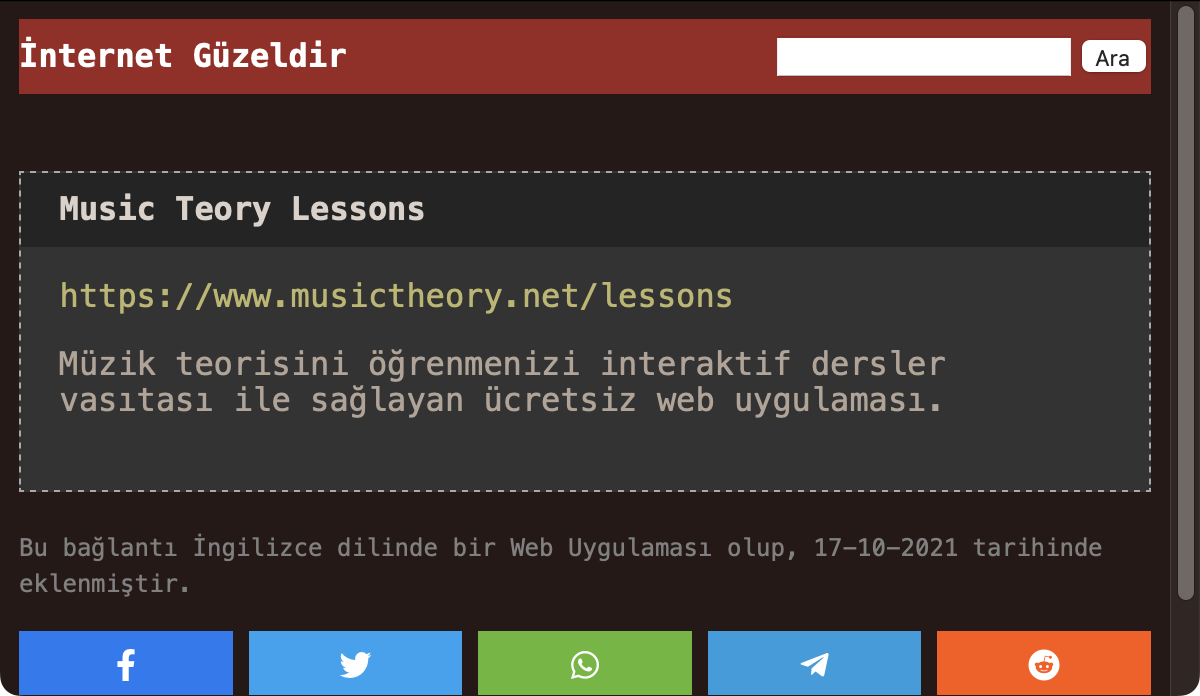 İnternet Güzeldir
Ara
Music Teory Lessons
https://www.musictheory.net/lessons
Müzik teorisini öğrenmenizi interaktif dersler
vasıtası ile sağlayan ücretsiz web uygulaması.
Bu bağlantı İngilizce dilinde bir Web Uygulaması olup, 17-10-2021 tarihinde
eklenmiştir.